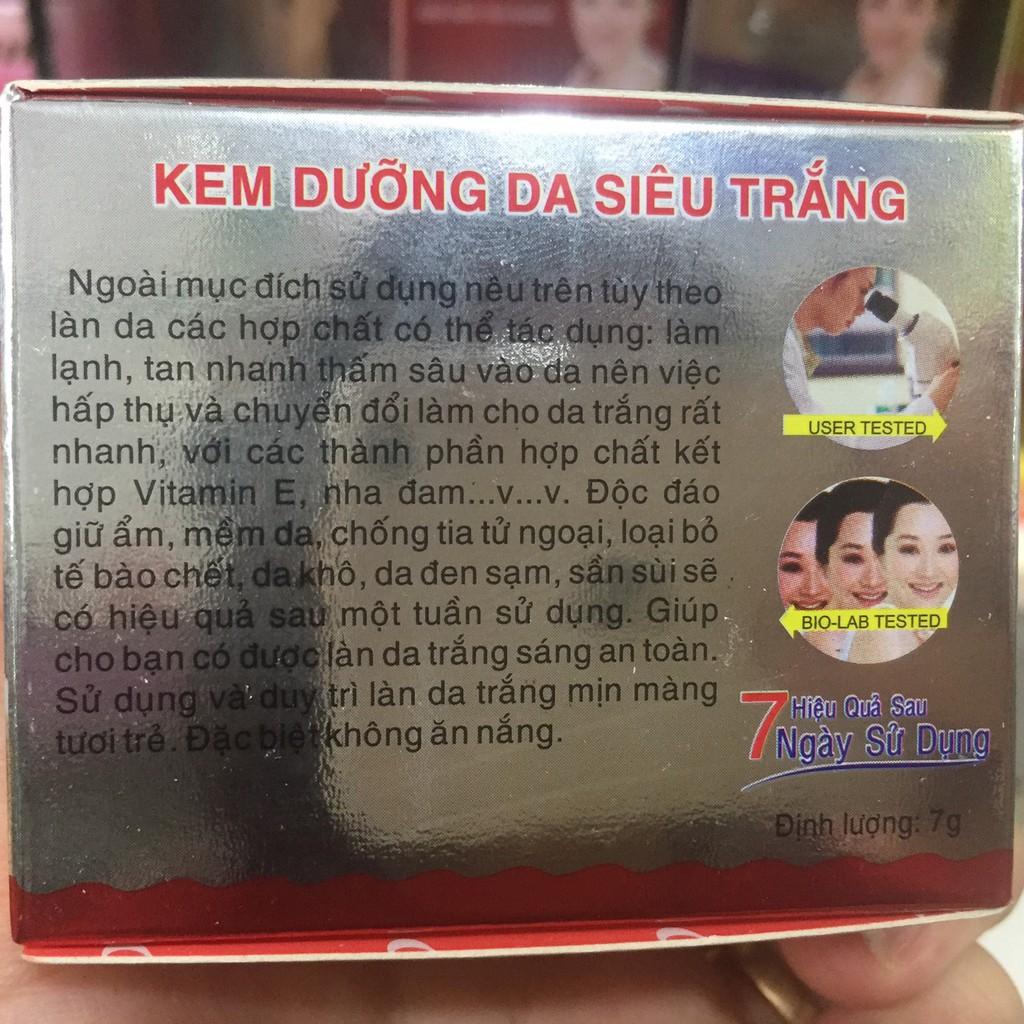 KEM DƯỠNG DA SIÊU TRẮNG
Ngoài mục đích sử dụng nêu trên tùy theo
làn da các hợp chất có thể tác dụng: làm
lạnh, tan nhanh thấm sâu vào da nên việc
hấp thụ và chuyển đổi làm cho da trắng rất
nhanh, với các thành phần hợp chất kết
hợp Vitamin E, nha đam...v...v. Độc đáo
giữ ẩm, mềm da, chống tia tử ngoại, loại bỏ
tế bào chết, da khô, da đen sạm, sần sùi sẽ
có hiệu quả sau một tuần sử dụng. Giúp
cho bạn có được làn da trắng sáng an toàn.
Sử dụng và duy trì làn da trắng mịn màng
tươi trẻ. Đặc biệt không ăn nắng.
USER TESTED
BIO-LAB TESTED
7 Hiệu Quả Sau
Ngày Sử Dụng
Định lượng: 7g